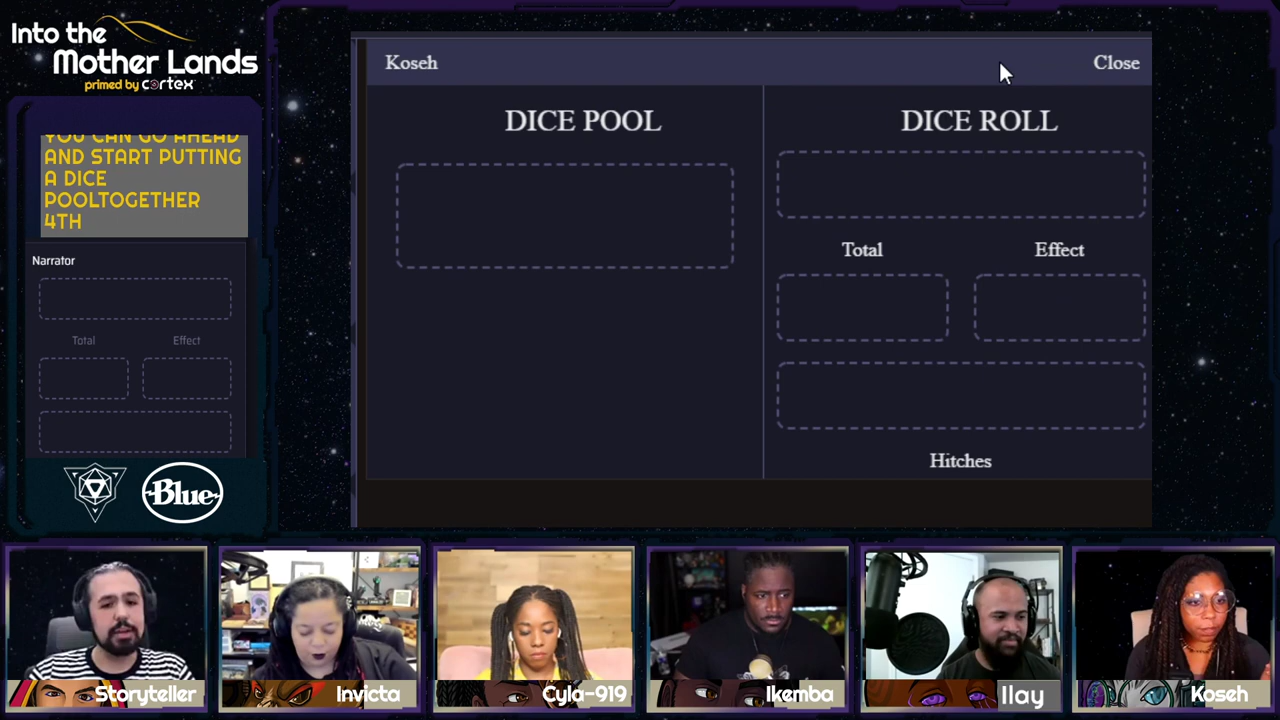 Into the
Mother Lands
primed by cortex
YOU CAN GO AHEAD
AND START PUTTING
A DICE
POOLTOGETHER
4TH
Narrator
Total Effect
Blue
Koseh Close
DICE POOL
DICE ROLL
Total Effect
Hitches
Storyteller
Invicta
Cyla-919
Ikemba
Ilay
Koseh